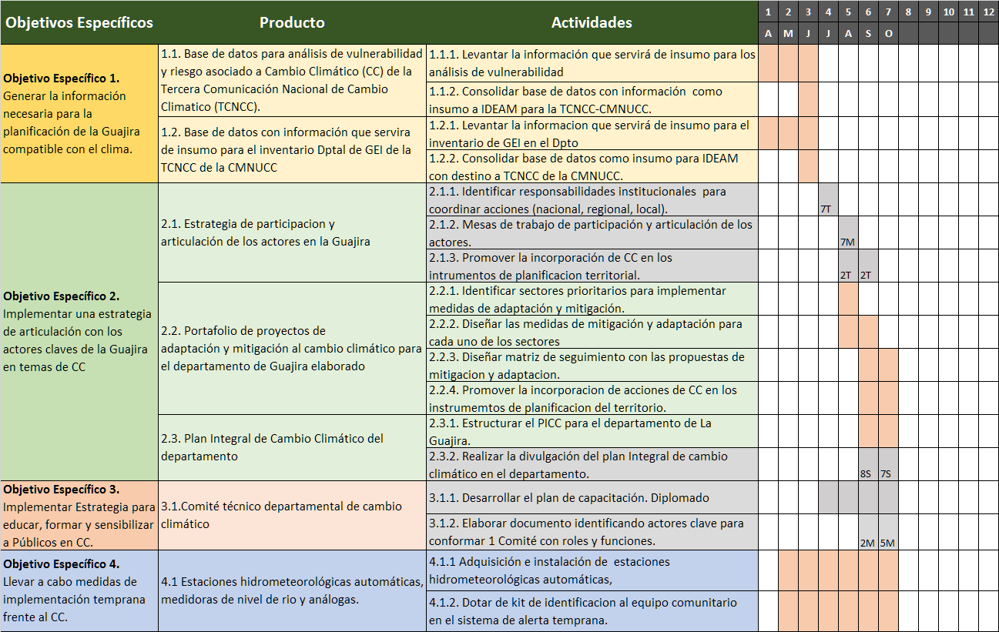 Objetivos Específicos
Producto
Actividades
1 2 3 4 5 6 7 8 9 10 11 12
A M J J A S O
Objetivo Específico 1.
Generar la información
necesaria para la
planificación de la Guajira
compatible con el clima.
1.1. Base de datos para análisis de vulnerabilidad
y riesgo asociado a Cambio Climático (CC) de la
Tercera Comunicación Nacional de Cambio
Climatico (TCNCC).
1.1.1. Levantar la información que servirá de insumo para los
análisis de vulnerabilidad
1.1.2. Consolidar base de datos con información como
insumo a IDEAM para la TCNCC-CMNUCC.
1.2. Base de datos con información que servira
de insumo para el inventario Dptal de GEI de la
TCNCC de la CMNUCC
1.2.1. Levantar la informacion que servirá de insumo para el
inventario de GEI en el Dpto
1.2.2. Consolidar base de datos como insumo para IDEAM
con destino a TCNCC de la CMNUCC.
Objetivo Específico 2.
Implementar una estrategia
de articulación con los
actores claves de la Guajira
en temas de CC
2.1. Estrategia de participacion y
articulación de los actores en la Guajira
2.1.1. Identificar responsabilidades institucionales para
coordinar acciones (nacional, regional, local).
7T
2.1.2. Mesas de trabajo de participación y articulación de los
actores.
7M
2.1.3. Promover la incorporación de CC en los
intrumentos de planificacion territorial.
2T 2T
2.2. Portafolio de proyectos de
adaptación y mitigación al cambio climático para
el departamento de Guajira elaborado
2.2.1. Identificar sectores prioritarios para implementar
medidas de adaptación y mitigación.
2.2.2. Diseñar las medidas de mitigación y adaptación para
cada uno de los sectores
2.2.3. Diseñar matriz de seguimiento con las propuestas de
mitigacion y adaptacion.
2.2.4. Promover la incorporacion de acciones de CC en los
instrumemtos de planificacion del territorio.
2.3. Plan Integral de Cambio Climático del
departamento
2.3.1. Estructurar el PICC para el departamento de La
Guajira.
2.3.2. Realizar la divulgación del plan Integral de cambio
climático en el departamento.
8S 7S
Objetivo Específico 3.
Implementar Estrategia para
educar, formar y sensibilizar
a Públicos en CC.
3.1.Comité técnico departamental de cambio
climático
3.1.1. Desarrollar el plan de capacitación. Diplomado
3.1.2. Elaborar documento identificando actores clave para
conformar 1 Comité con roles y funciones.
2M 5M
Objetivo Específico 4.
Llevar a cabo medidas de
implementación temprana
frente al CC.
4.1 Estaciones hidrometeorológicas automáticas,
medidoras de nivel de rio y análogas.
4.1.1 Adquisición e instalación de estaciones
hidrometeorológicas automáticas,
4.1.2. Dotar de kit de identificacion al equipo comunitario
en el sistema de alerta temprana.